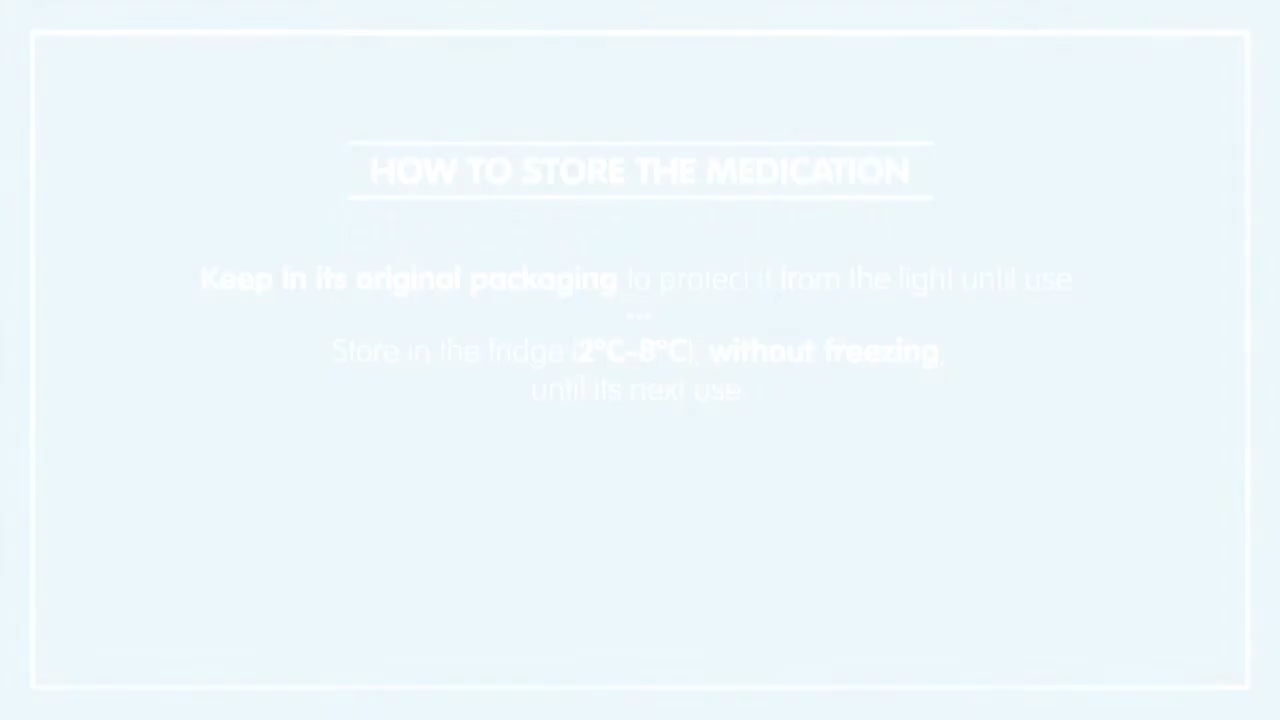 HOW TO STORE THE MEDICATION
Keep in its original packaging to protect it from the light until use
...
Store in the fridge (2°C–8°C), without freezing,
until its next use.